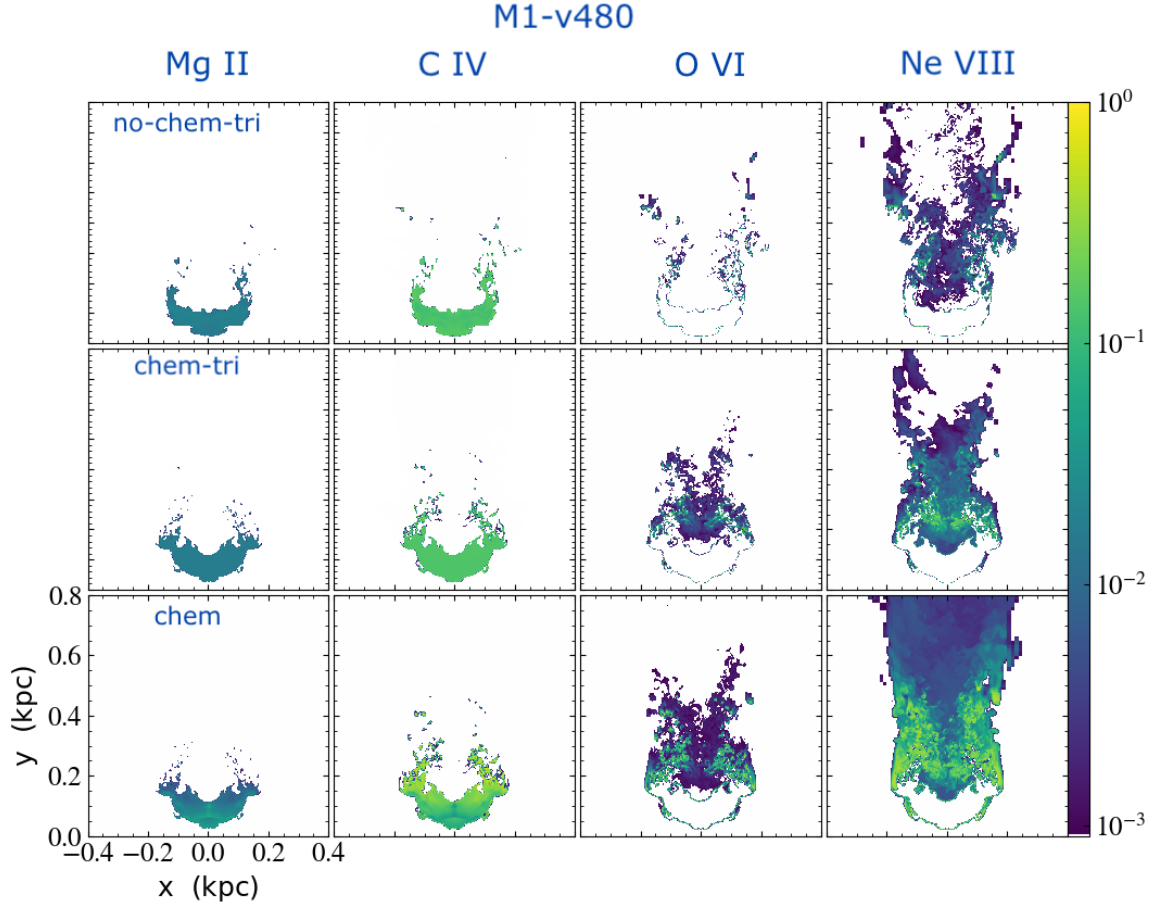 M1-v480
Mg II
C IV
O VI
Ne VIII
no-chem-tri
10^0
10^{-1}
chem-tri
10^{-2}
chem
0.8
0.6
0.4
0.2
0.0
y (kpc)
10^{-3}
−0.4 −0.2 0.0 0.2 0.4
x (kpc)